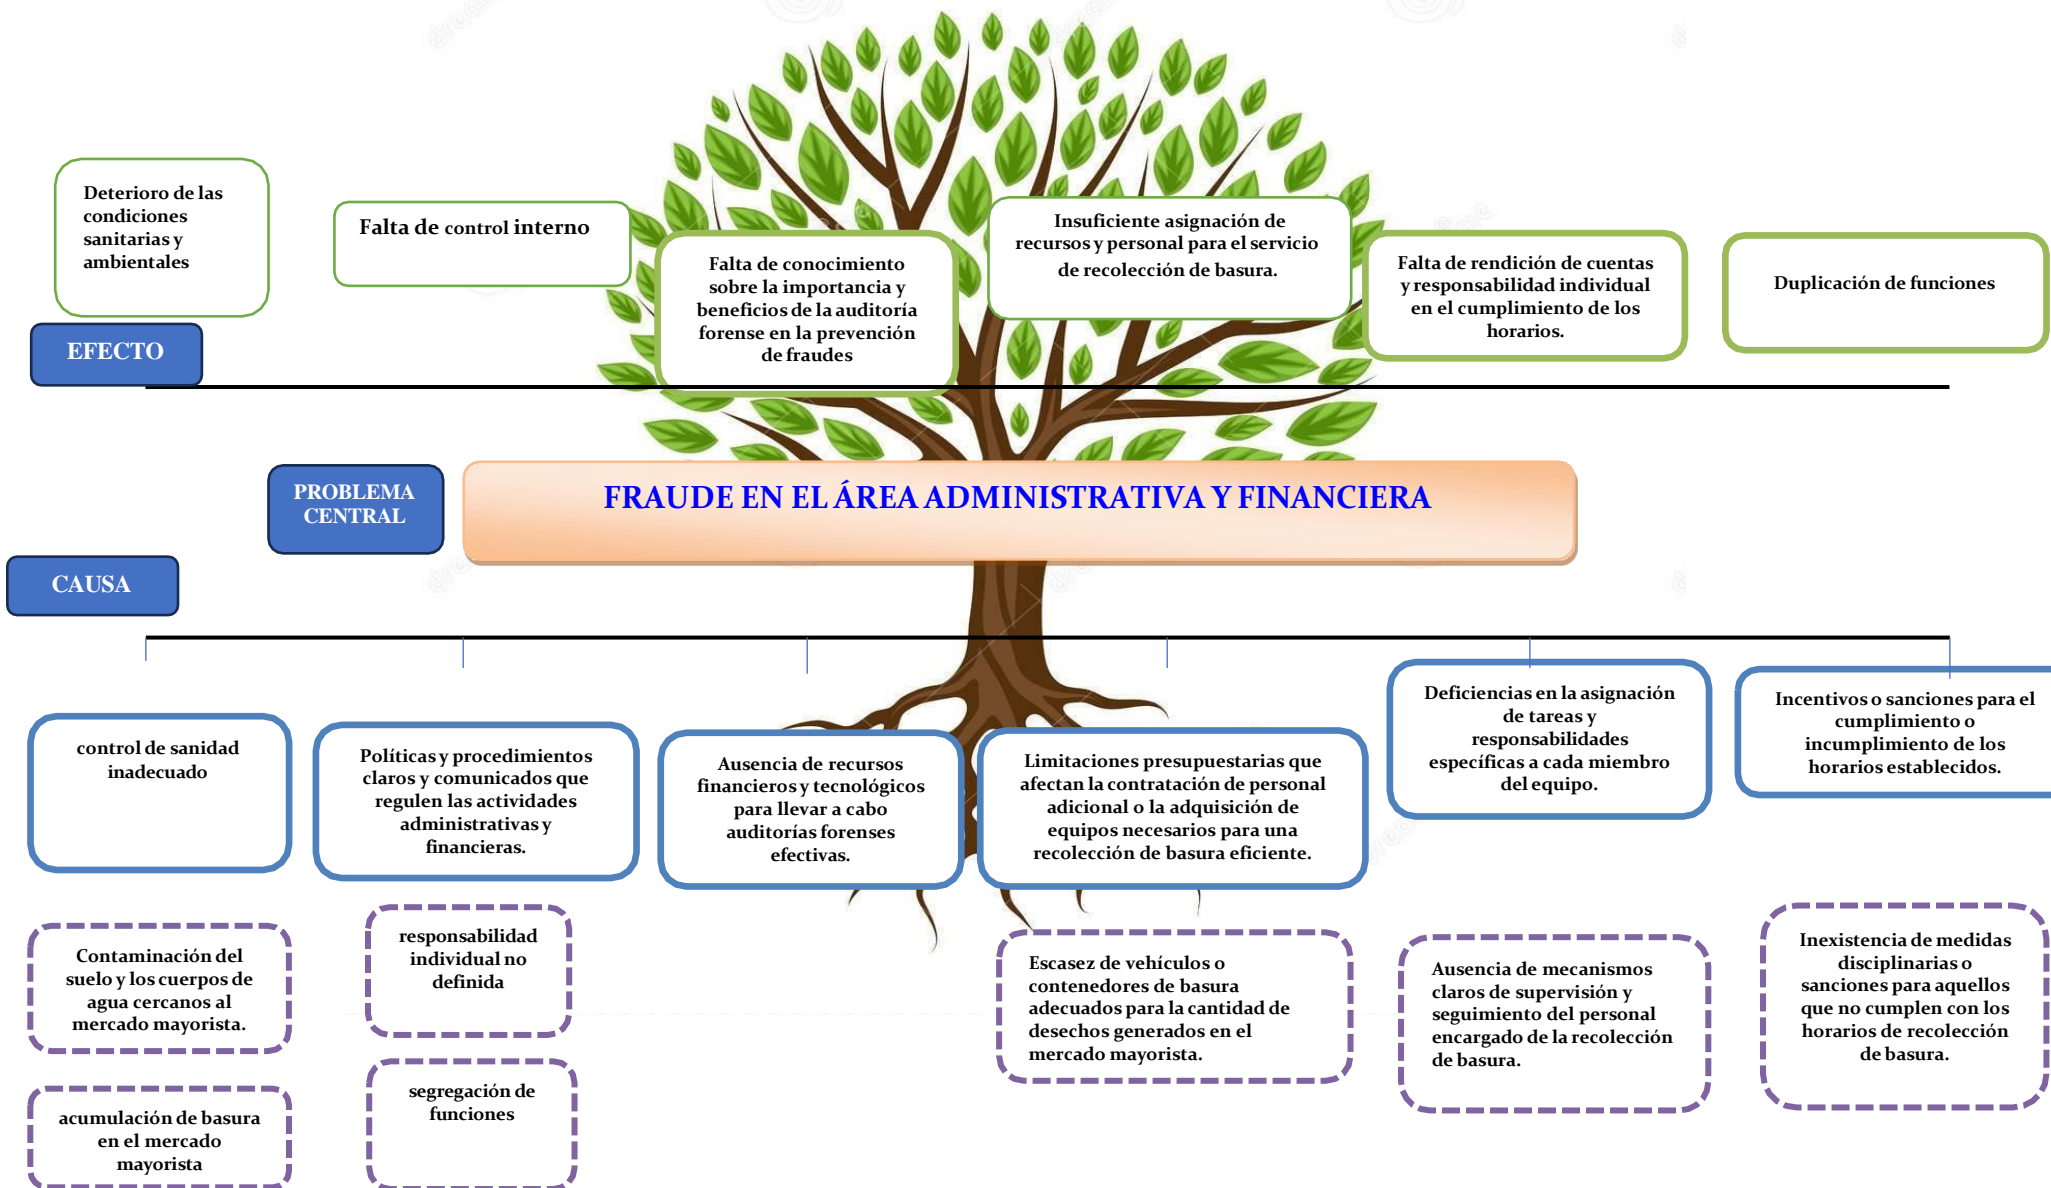 Deterioro de las
condiciones
sanitarias y
ambientales
Falta de control interno
Falta de conocimiento
sobre la importancia y
beneficios de la auditoría
forense en la prevención
de fraudes
Insuficiente asignación de
recursos y personal para el servicio
de recolección de basura.
Falta de rendición de cuentas
y responsabilidad individual
en el cumplimiento de los
horarios.
Duplicación de funciones
EFECTO
PROBLEMA
CENTRAL
FRAUDE EN EL ÁREA ADMINISTRATIVA Y FINANCIERA
CAUSA
control de sanidad
inadecuado
Políticas y procedimientos
claros y comunicados que
regulen las actividades
administrativas y
financieras.
Ausencia de recursos
financieros y tecnológicos
para llevar a cabo
auditorías forenses
efectivas.
Limitaciones presupuestarias que
afectan la contratación de personal
adicional o la adquisición de
equipos necesarios para una
recolección de basura eficiente.
Deficiencias en la asignación
de tareas y
responsabilidades
específicas a cada miembro
del equipo.
Incentivos o sanciones para el
cumplimiento o
incumplimiento de los
horarios establecidos.
Contaminación del
suelo y los cuerpos de
agua cercanos al
mercado mayorista.
responsabilidad
individual no
definida
Escasez de vehículos o
contenedores de basura
adecuados para la cantidad de
desechos generados en el
mercado mayorista.
Ausencia de mecanismos
claros de supervisión y
seguimiento del personal
encargado de la recolección
de basura.
Inexistencia de medidas
disciplinarias o
sanciones para aquellos
que no cumplen con los
horarios de recolección
de basura.
acumulación de basura
en el mercado
mayorista
segregación de
funciones